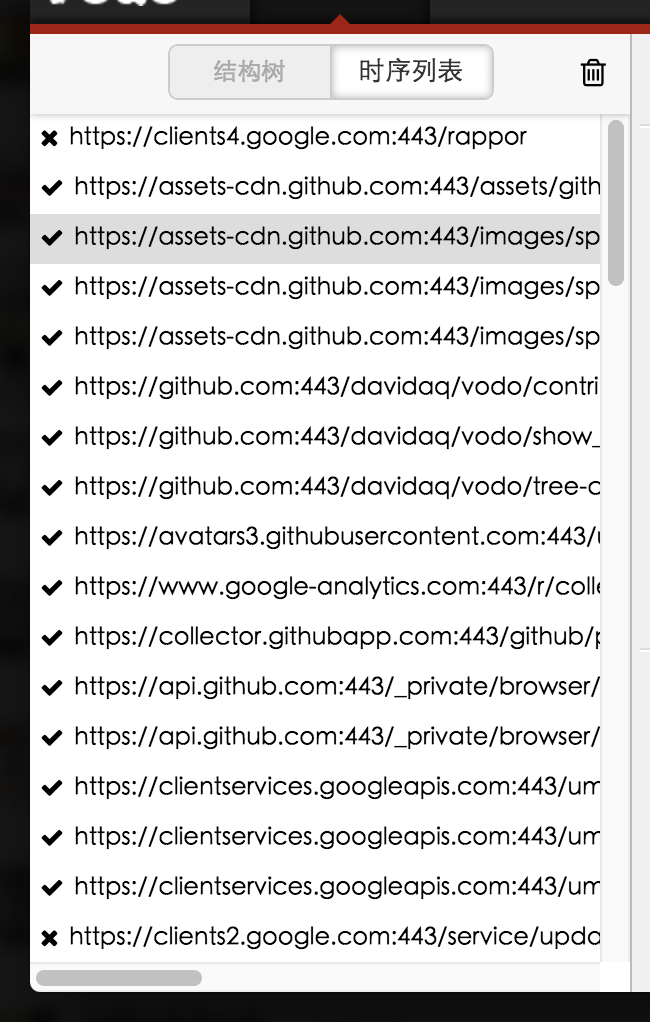 结构树
时序列表
https://clients4.google.com:443/rappor
https://assets-cdn.github.com:443/assets/gith
https://assets-cdn.github.com:443/images/sp
https://assets-cdn.github.com:443/images/sp
https://assets-cdn.github.com:443/images/sp
https://github.com:443/davidaq/vodo/contri
https://github.com:443/davidaq/vodo/show_
https://github.com:443/davidaq/vodo/tree-c
https://avatars3.githubusercontent.com:443/u
https://www.google-analytics.com:443/r/colle
https://collector.githubapp.com:443/github/p
https://api.github.com:443/_private/browser/
https://api.github.com:443/_private/browser/
https://clientservices.googleapis.com:443/um
https://clientservices.googleapis.com:443/um
https://clientservices.googleapis.com:443/um
https://clients2.google.com:443/service/upda